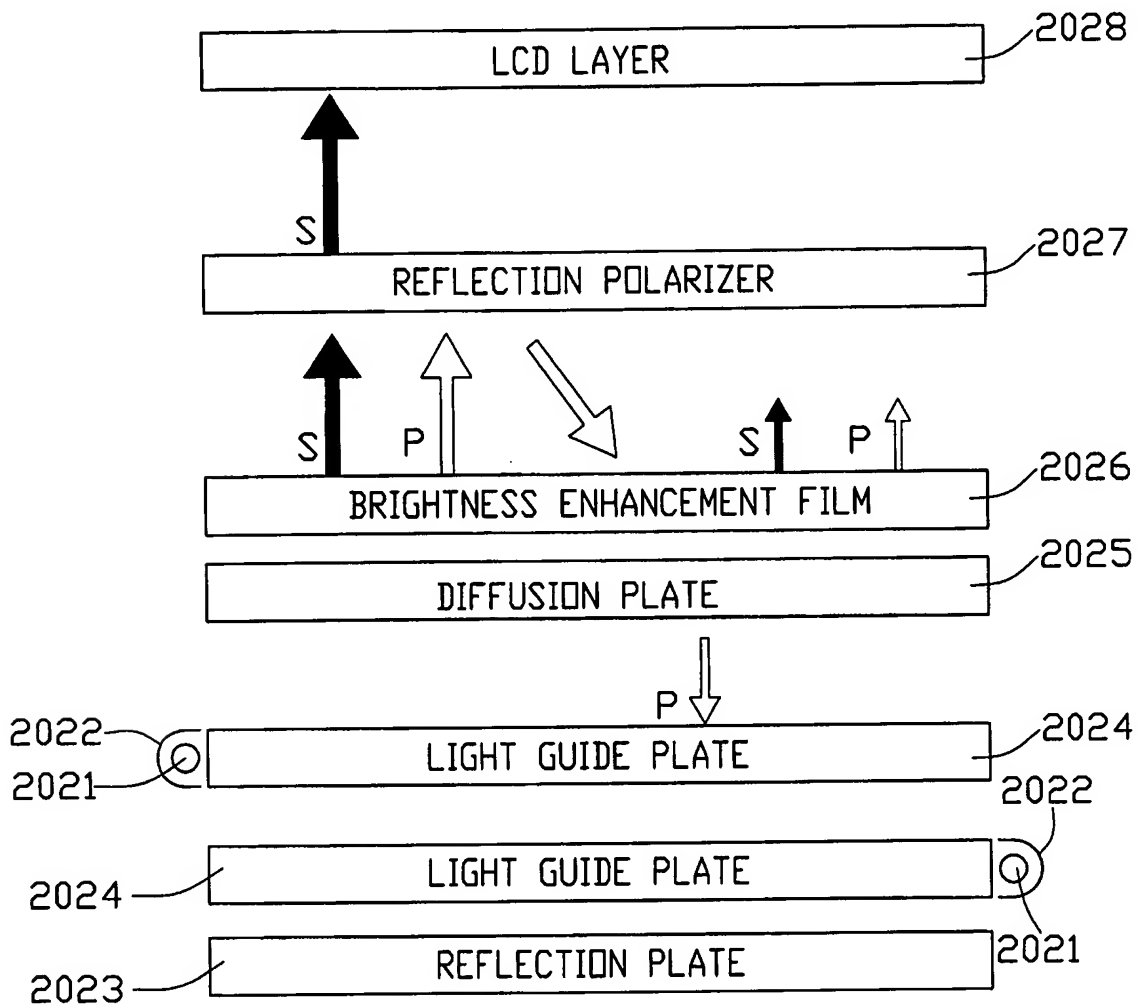 2028
LCD LAYER
S
2027
REFLECTION POLARIZER
S
P
S
P
2026
BRIGHTNESS ENHANCEMENT FILM
2025
DIFFUSION PLATE
P
2022
2024
LIGHT GUIDE PLATE
2021
2022
LIGHT GUIDE PLATE
2024
2021
REFLECTION PLATE
2023